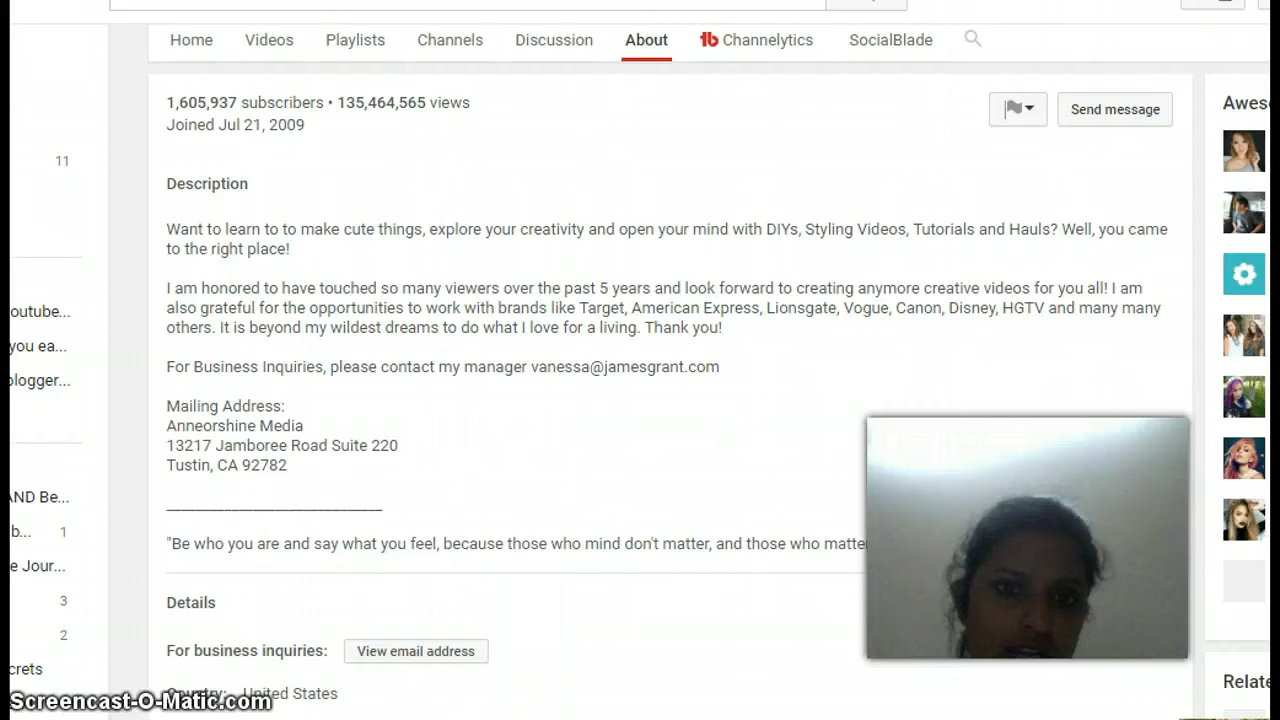 Home Videos Playlists Channels Discussion About Channelytics SocialBlade
1,605,937 subscribers • 135,464,565 views
Joined Jul 21, 2009
Send message
Awes
11
Description
Want to learn to to make cute things, explore your creativity and open your mind with DIYs, Styling Videos, Tutorials and Hauls? Well, you came
to the right place!
I am honored to have touched so many viewers over the past 5 years and look forward to creating anymore creative videos for you all! I am
also grateful for the opportunities to work with brands like Target, American Express, Lionsgate, Vogue, Canon, Disney, HGTV and many many
others. It is beyond my wildest dreams to do what I love for a living. Thank you!
outube...
you ea...
blogger...
For Business Inquiries, please contact my manager vanessa@jamesgrant.com
Mailing Address:
Anneorshine Media
13217 Jamboree Road Suite 220
Tustin, CA 92782
AND Be...
b... 1
e Jour...
3
2
crets
"Be who you are and say what you feel, because those who mind don't matter, and those who matter
Details
For business inquiries: View email address
Country: United States
Relate
Screencast-O-Matic.com